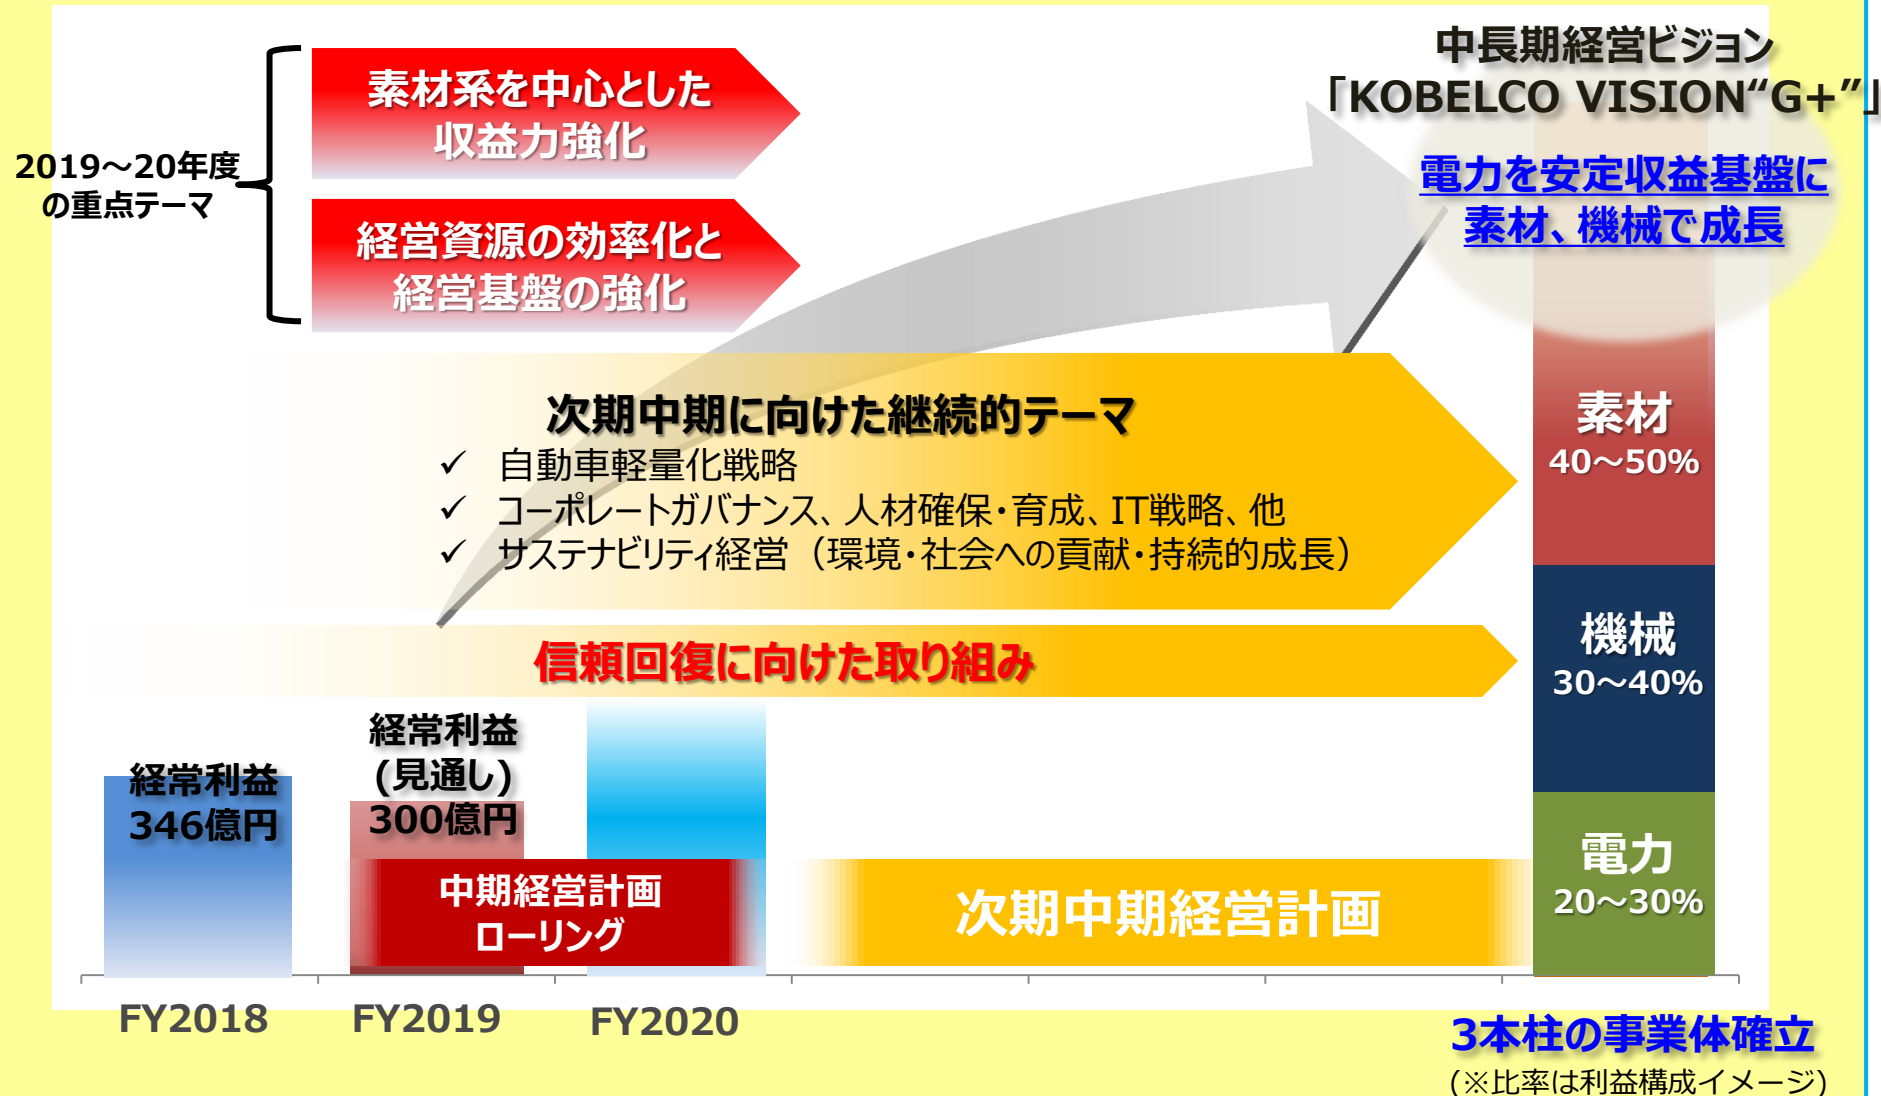 中長期経営ビジョン
「KOBELCO VISION“G+”」
電力を安定収益基盤に
素材、機械で成長
2019～20年度
の重点テーマ
素材系を中心とした
収益力強化
経営資源の効率化と
経営基盤の強化
次期中期に向けた継続的テーマ
✓ 自動車軽量化戦略
✓ コーポレートガバナンス、人材確保・育成、IT戦略、他
✓ サステナビリティ経営（環境・社会への貢献・持続的成長）
信頼回復に向けた取り組み
素材
40～50%
機械
30～40%
電力
20～30%
経常利益
346億円
経常利益
(見通し)
300億円
中期経営計画
ローリング
次期中期経営計画
FY2018
FY2019
FY2020
3本柱の事業体確立
(※比率は利益構成イメージ)